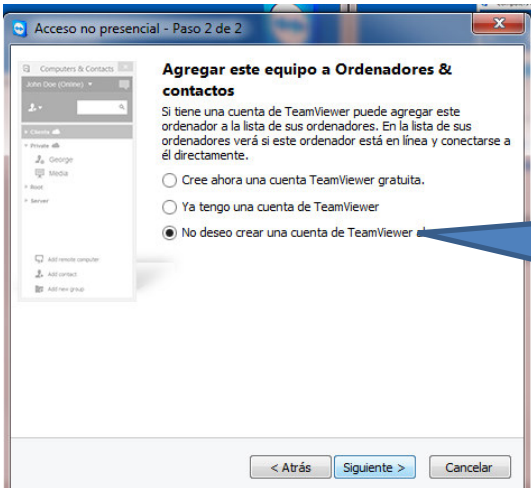 Acceso no presencial - Paso 2 de 2
Computers & Contacts
John Doe (Online)
Clients
Private
George
Media
Root
Server
Add remote computer
Add contact
Add new group
Agregar este equipo a Ordenadores &
contactos
Si tiene una cuenta de TeamViewer puede agregar este
ordenador a la lista de sus ordenadores. En la lista de sus
ordenadores verá si este ordenador está en línea y conectarse a
él directamente.
Cree ahora una cuenta TeamViewer gratuita.
Ya tengo una cuenta de TeamViewer
No deseo crear una cuenta de TeamViewer
< Atrás
Siguiente >
Cancelar